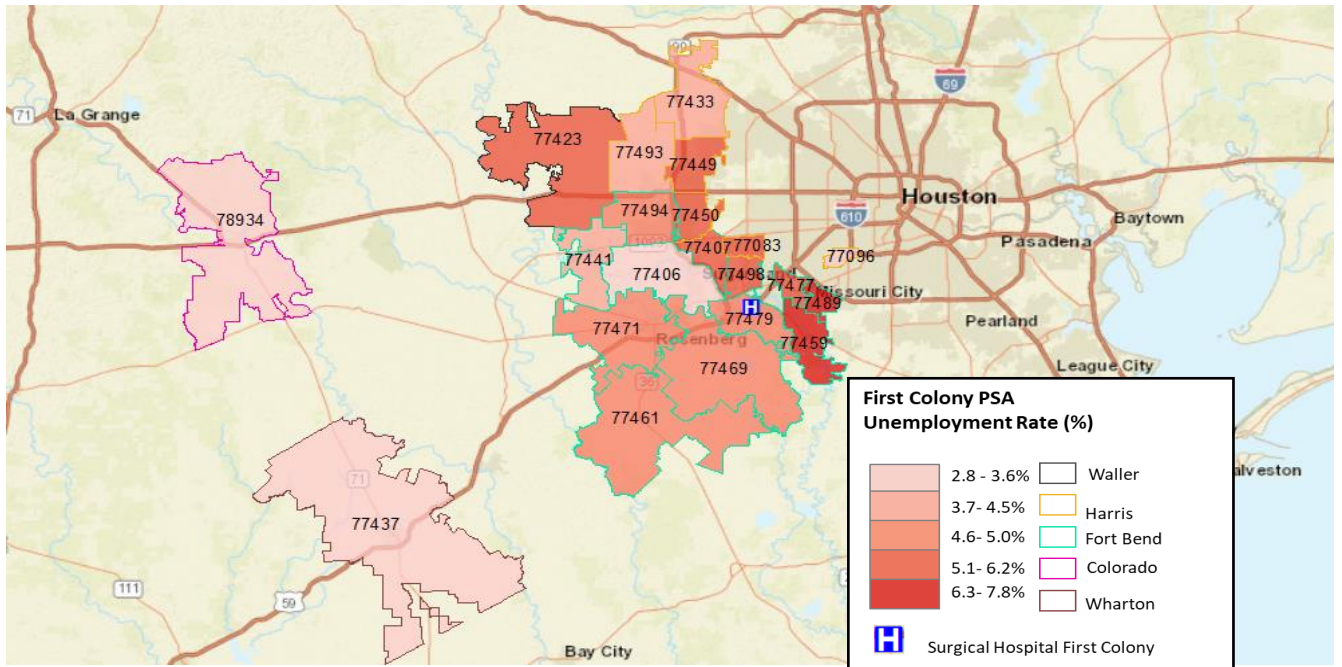 99
77433
69
71
La Grange
77423
77493
77449
78934
77494
77450
Houston
610
Baytown
Pasadena
77407
77083
77096
77441
77406
77498
77477
Missouri City
77489
77479
Pearland
77471
Rosenberg
77459
77469
League City
36
77461
71
77437
111
59
Bay City
alveston
First Colony PSA
Unemployment Rate (%)
2.8 - 3.6%
3.7- 4.5%
4.6- 5.0%
5.1- 6.2%
6.3- 7.8%
Waller
Harris
Fort Bend
Colorado
Wharton
H
H
Surgical Hospital First Colony